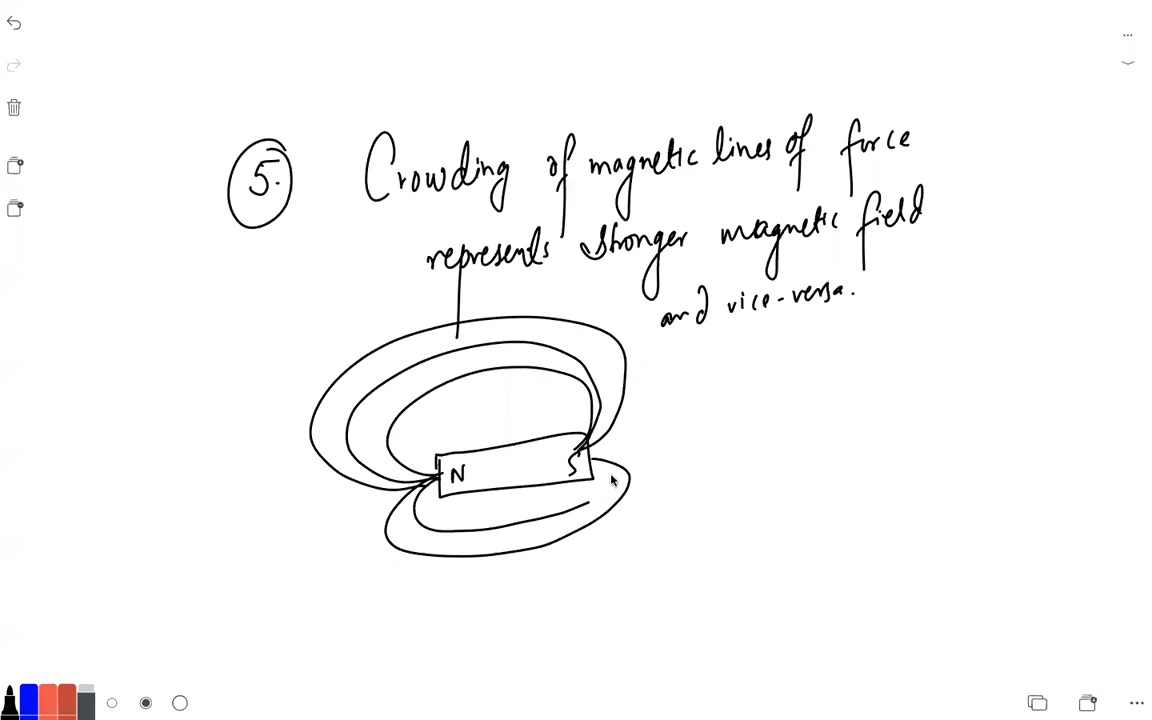 5.
Crowding of magnetic lines of force
represents stronger magnetic field
and vice-versa.
N
S